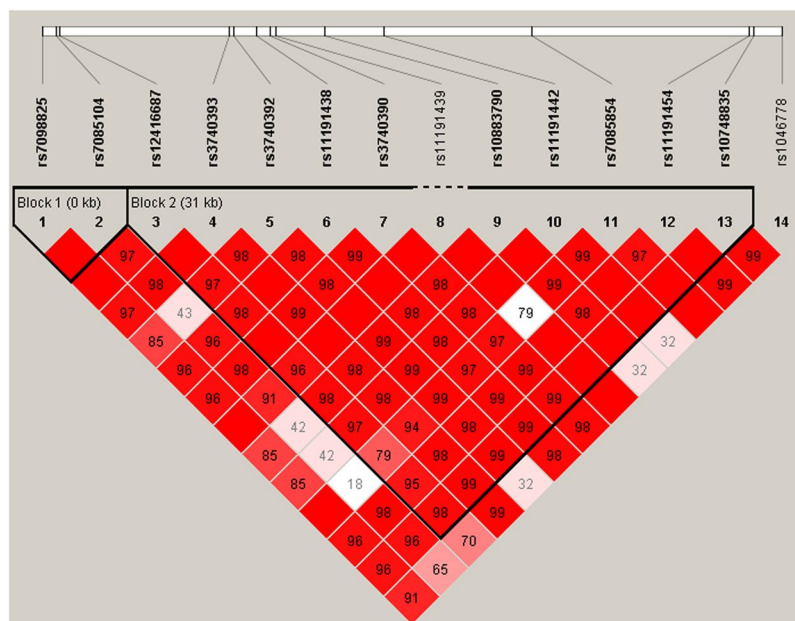 rs7098825
rs7085104
rs12416687
rs3740393
rs3740392
rs11191438
rs3740390
rs11191439
rs10883790
rs11191442
rs7085854
rs11191454
rs10748835
rs1046778
Block 1 (0 kb) Block 2 (31 kb)
1 2 3 4 5 6 7 8 9 10 11 12 13 14
97 98 98 99 99 97 99
98 97 98 99 99
97 43 98 99 98 98 79 98
85 96 98 99 98 97 32
96 98 96 98 99 97 99 32
96 91 98 98 98 99 99
42 97 94 98 99 98
85 42 79 98 99 98
85 18 95 99 32
98 98 99
96 96 70
96 65
91